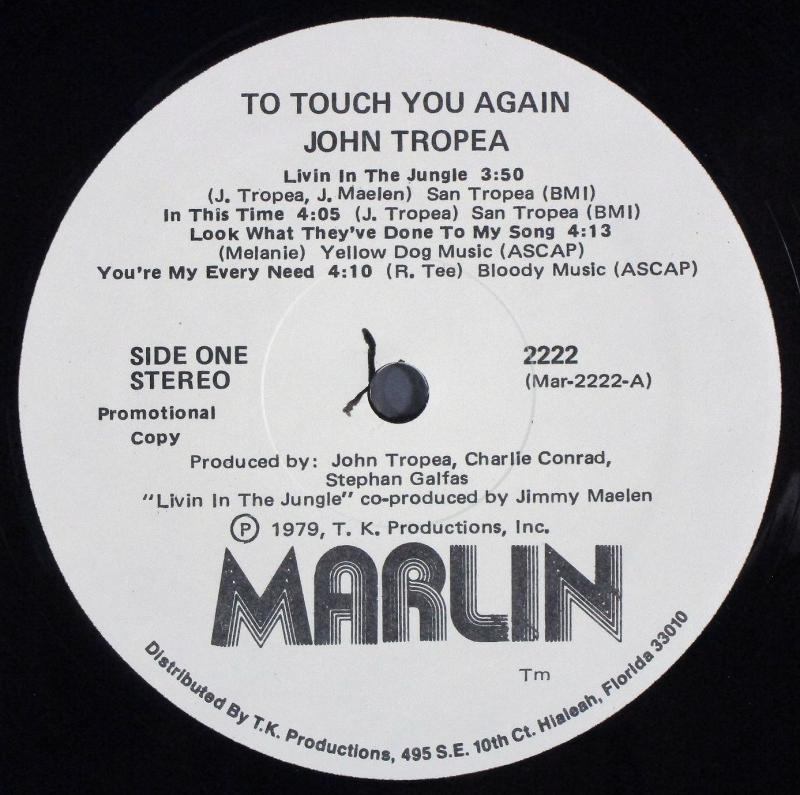 TO TOUCH YOU AGAIN
JOHN TROPEA
Livin In The Jungle 3:50
(J. Tropea, J. Maelen) San Tropea (BMI)
In This Time 4:05 (J. Tropea) San Tropea (BMI)
Look What They've Done To My Song 4:13
(Melanie) Yellow Dog Music (ASCAP)
You're My Every Need 4:10 (R. Tee) Bloody Music (ASCAP)
SIDE ONE
STEREO
2222
(Mar-2222-A)
Promotional
Copy
Produced by: John Tropea, Charlie Conrad,
Stephan Galfas
"Livin In The Jungle" co-produced by Jimmy Maelen
Ⓟ 1979, T. K. Productions, Inc.
MARLIN
Tm
Distributed By T.K. Productions, 495 S.E. 10th Ct. Hialeah, Florida 33010